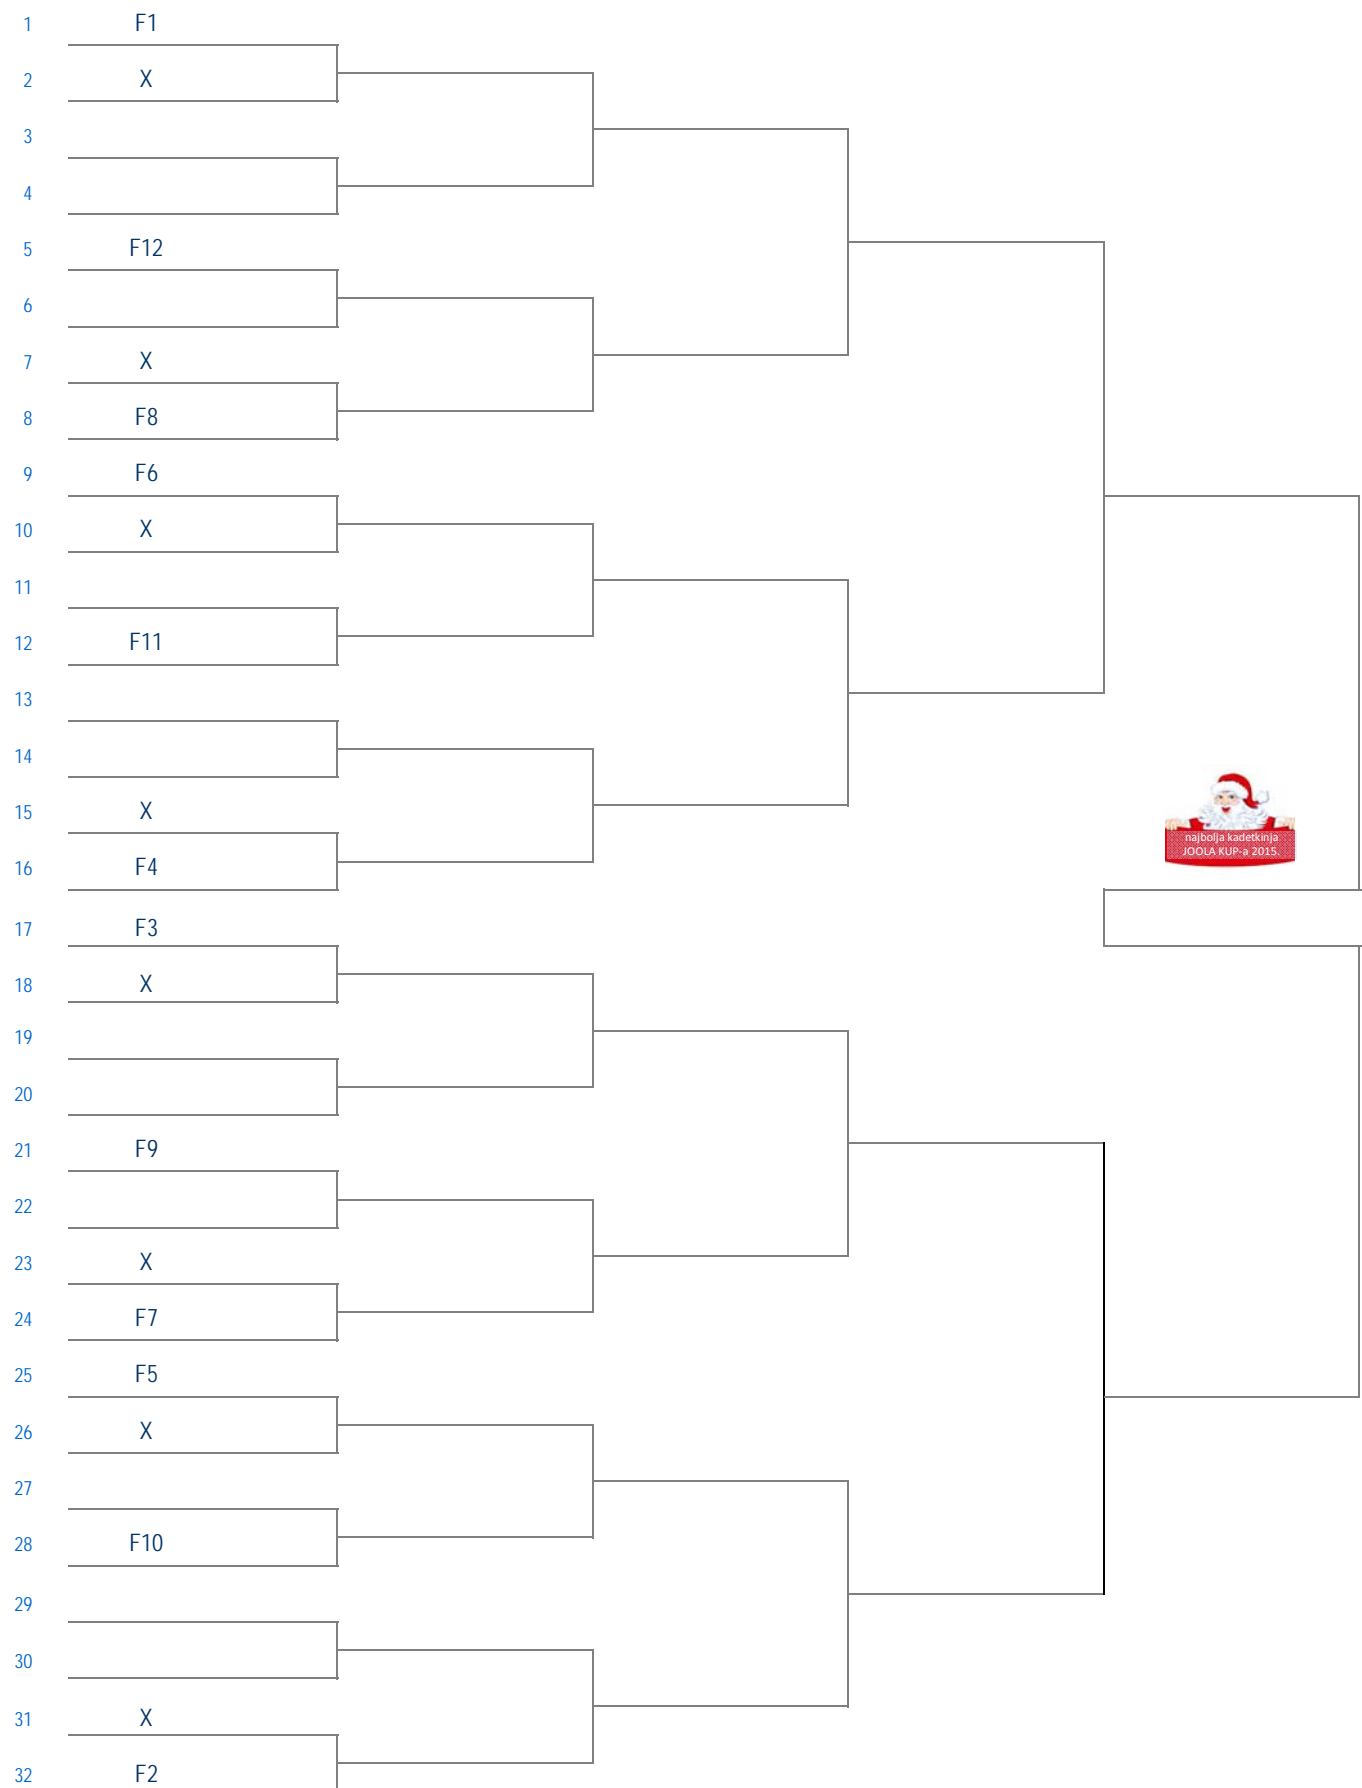 1 F1
2 X
3
4
5 F12
6
7 X
8 F8
9 F6
10 X
11
12 F11
13
14
15 X
16 F4
najbolja kadetkinja
JOOLA KUP-a 2015.
17 F3
18 X
19
20
21 F9
22
23 X
24 F7
25 F5
26 X
27
28 F10
29
30
31 X
32 F2